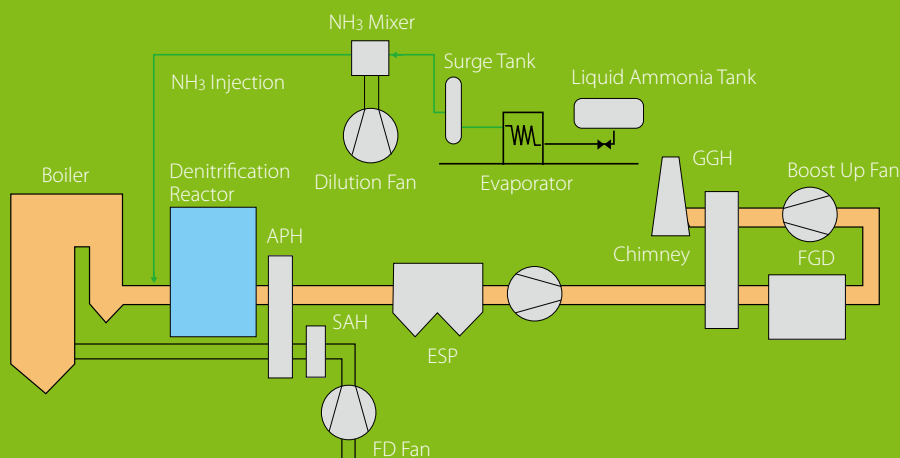 NH3 Mixer
Surge Tank
Liquid Ammonia Tank
NH3 Injection
Dilution Fan
Evaporator
Boiler
Denitrification
Reactor
GGH
Boost Up Fan
APH
Chimney
FGD
SAH
ESP
FD Fan